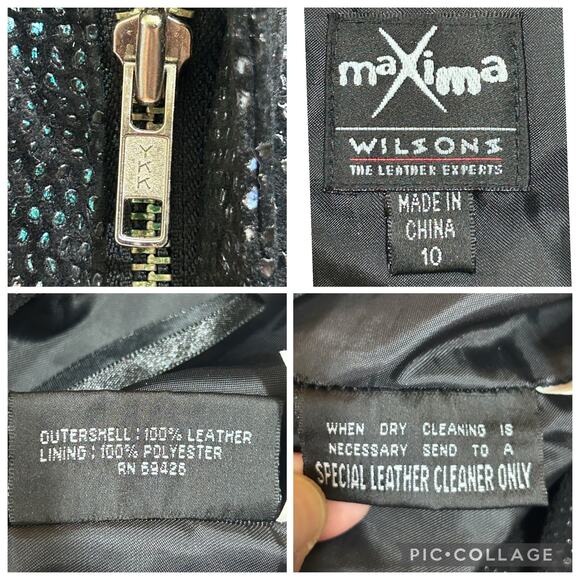 YKK
maXima
WILSONS
THE LEATHER EXPERTS
MADE IN
CHINA
10
OUTERSHELL : 100% LEATHER
LINING : 100% POLYESTER
RN 69426
WHEN DRY CLEANING IS
NECESSARY SEND TO A
SPECIAL LEATHER CLEANER ONLY
PIC•COLLAGE